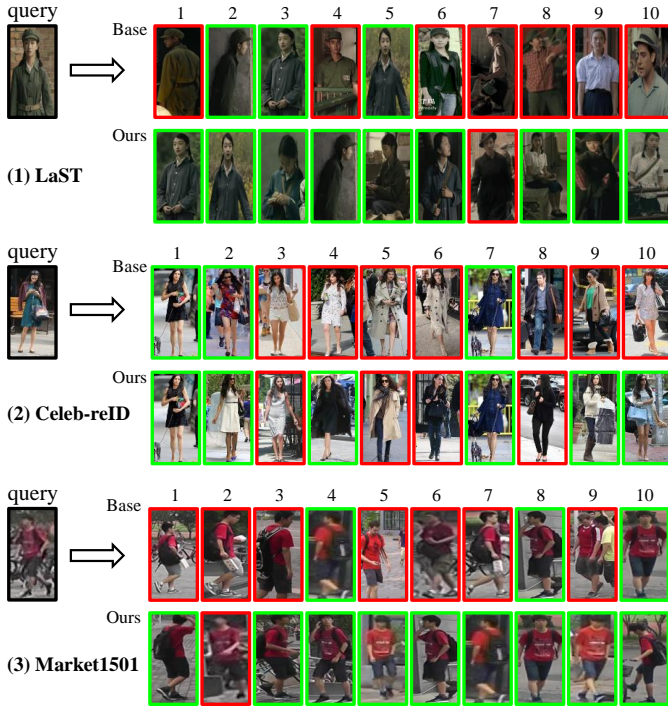 query
Base
1 2 3 4 5 6 7 8 9 10
Ours
(1) LaST
query
Base
1 2 3 4 5 6 7 8 9 10
Ours
(2) Celeb-reID
query
Base
1 2 3 4 5 6 7 8 9 10
Ours
(3) Market1501